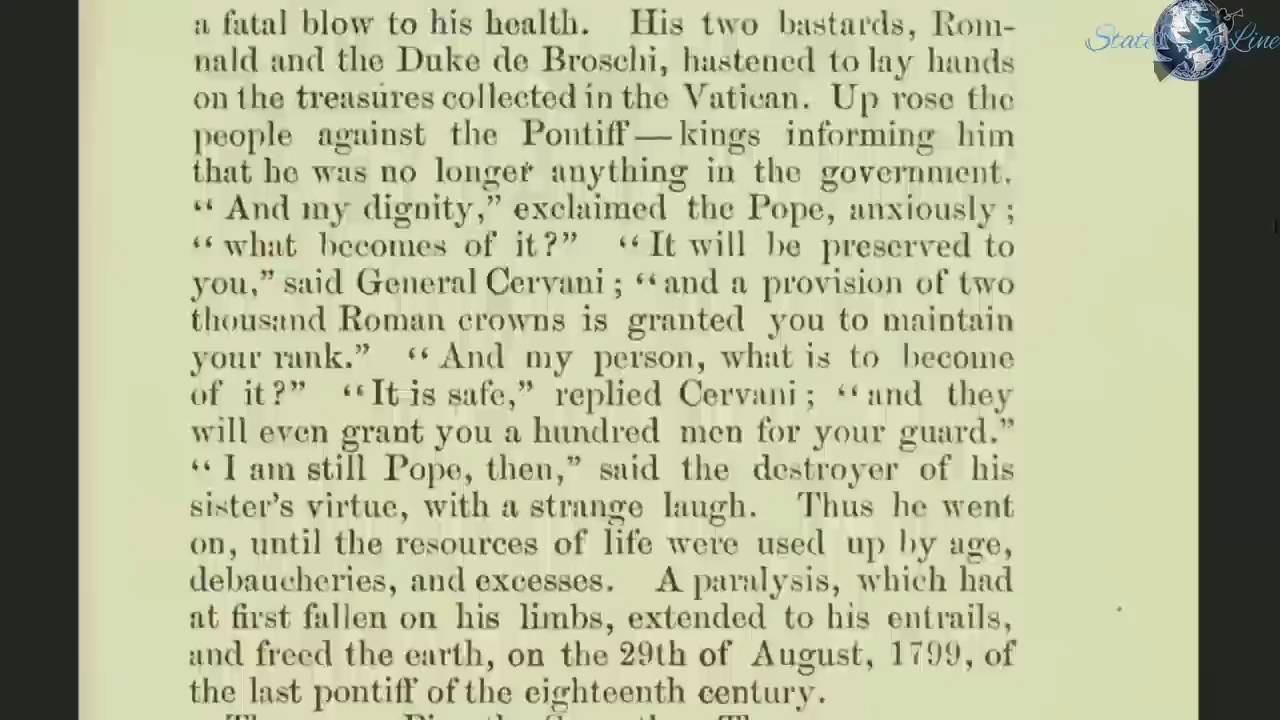 a fatal blow to his health. His two bastards, Rom-
nald and the Duke de Broschi, hastened to lay hands
on the treasures collected in the Vatican. Up rose the
people against the Pontiff—kings informing him
that he was no longer anything in the government.
“And my dignity,” exclaimed the Pope, anxiously;
“what becomes of it?” “It will be preserved to
you,” said General Cervani; “and a provision of two
thousand Roman crowns is granted you to maintain
your rank.” “And my person, what is to become
of it?” “It is safe,” replied Cervani; “and they
will even grant you a hundred men for your guard.”
“I am still Pope, then,” said the destroyer of his
sister’s virtue, with a strange laugh. Thus he went
on, until the resources of life were used up by age,
debaucheries, and excesses. A paralysis, which had
at first fallen on his limbs, extended to his entrails,
and freed the earth, on the 29th of August, 1799, of
the last pontiff of the eighteenth century.
State Line